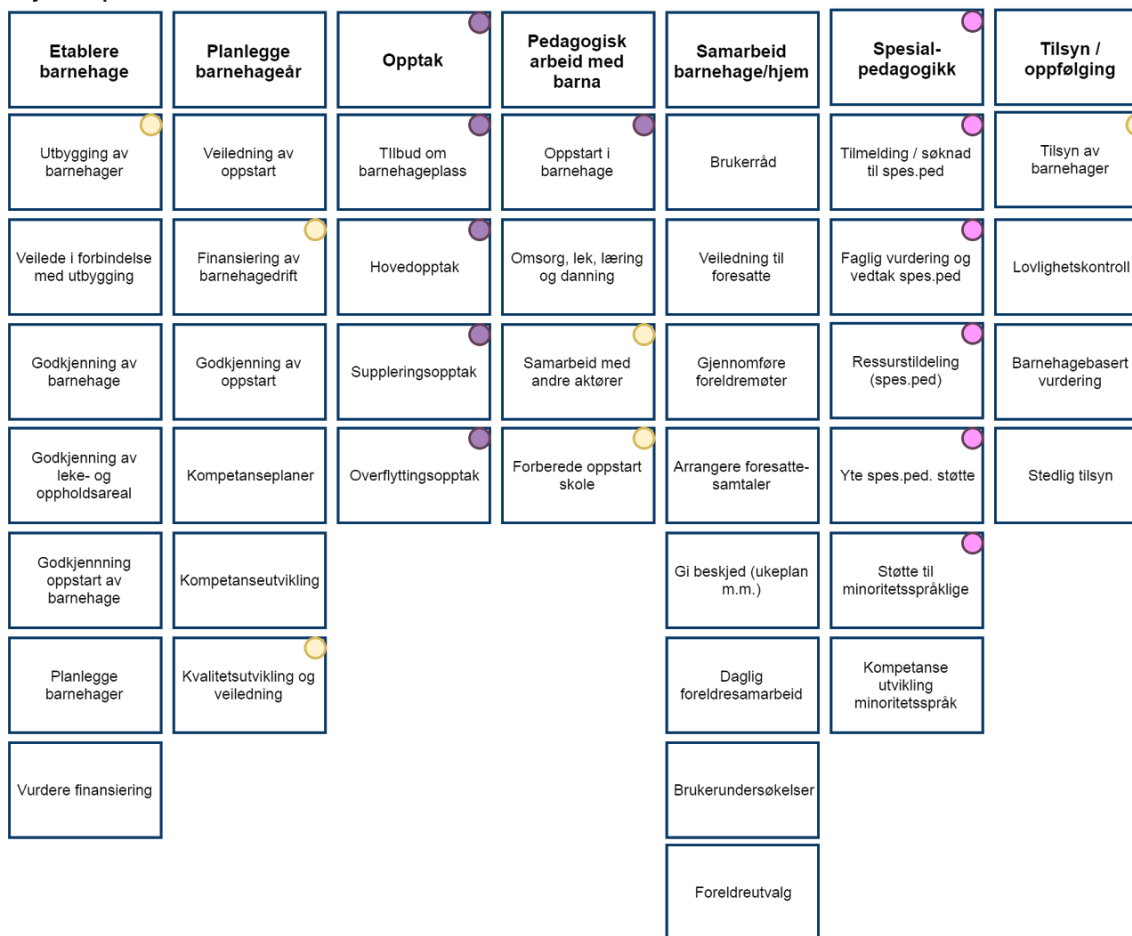 Etablere
barnehage
Planlegge
barnehageår
Opptak
Pedagogisk
arbeid med
barna
Samarbeid
barnehage/hjem
Spesial-
pedagogikk
Tilsyn /
oppfølging
Utbygging av
barnehager
Veiledning av
oppstart
TIlbud om
barnehageplass
Oppstart i
barnehage
Brukerråd
Tilmelding / søknad
til spes.ped
Tilsyn av
barnehager
Veilede i forbindelse
med utbygging
Finansiering av
barnehagedrift
Hovedopptak
Omsorg, lek, læring
og danning
Veiledning til
foresatte
Faglig vurdering og
vedtak spes.ped
Lovlighetskontroll
Godkjenning av
barnehage
Godkjenning av
oppstart
Suppleringsopptak
Samarbeid med
andre aktører
Gjennomføre
foreldremøter
Ressurstildeling
(spes.ped)
Barnehagebasert
vurdering
Godkjenning av
leke- og
oppholdsareal
Kompetanseplaner
Overflyttingsopptak
Forberede oppstart
skole
Arrangere foresatte-
samtaler
Yte spes.ped. støtte
Stedlig tilsyn
Godkjennning
oppstart av
barnehage
Kompetanseutvikling
Gi beskjed (ukeplan
m.m.)
Støtte til
minoritetsspråklige
Planlegge
barnehager
Kvalitetsutvikling og
veiledning
Daglig
foreldresamarbeid
Kompetanse
utvikling
minoritetsspråk
Vurdere finansiering
Brukerundersøkelser
Foreldreutvalg